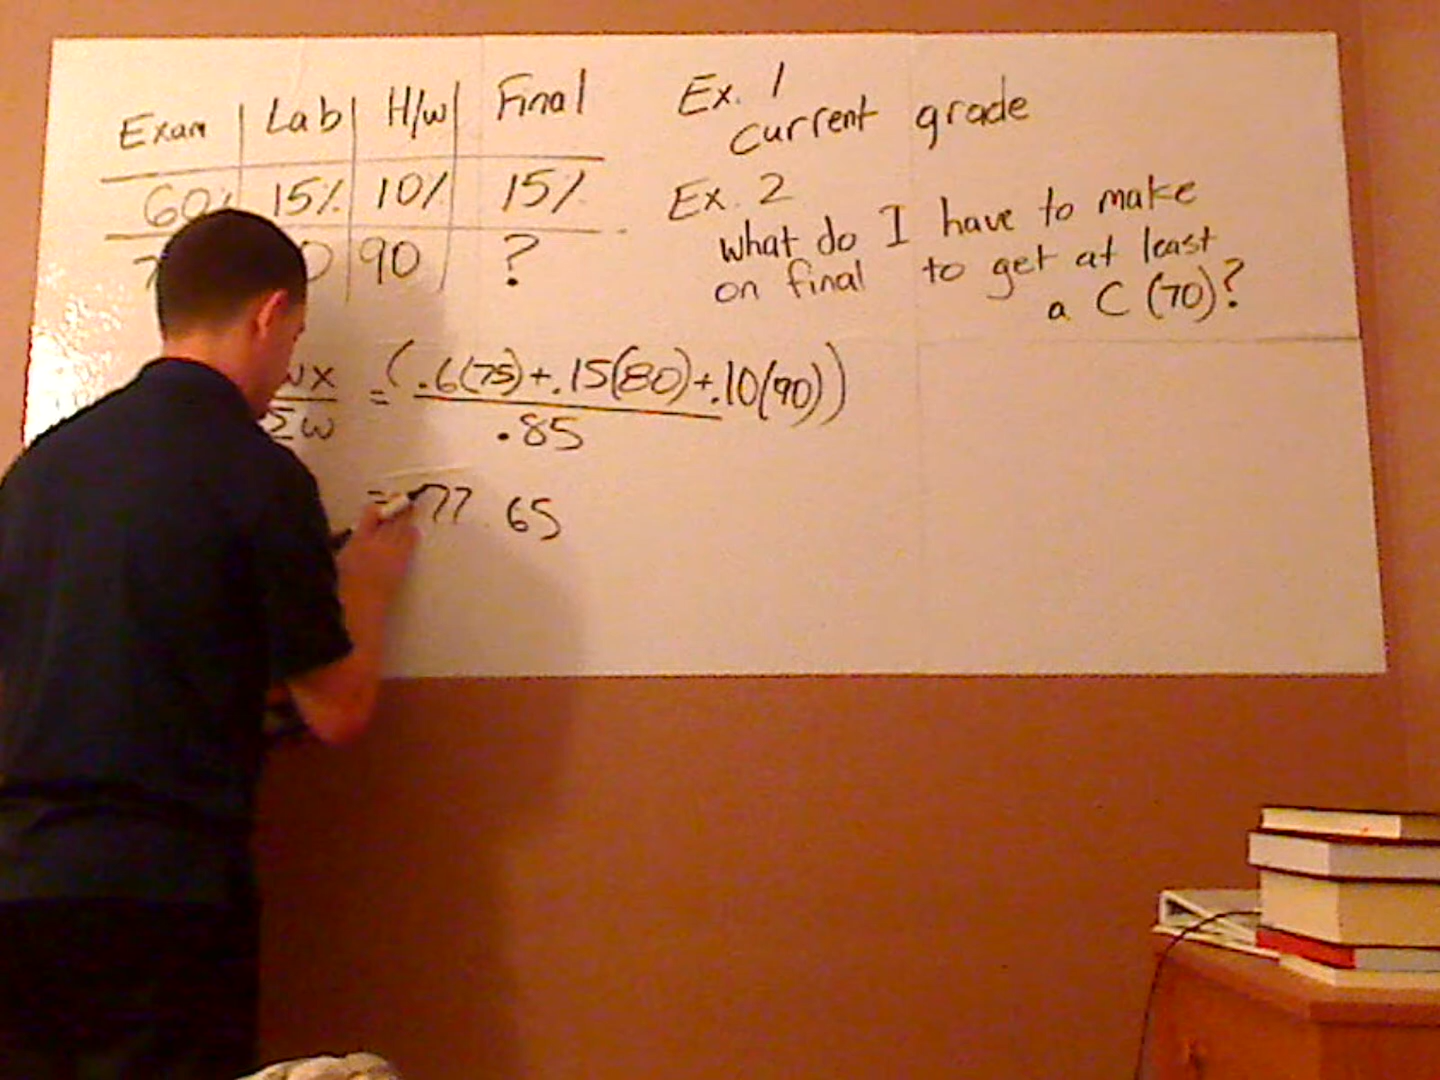 Exam | Lab | H/w | Final
60% 15% 10% 15%
90 ?
Ex. 1
current grade
Ex. 2
what do I have to make
on final to get at least
a C (70)?
= (.6(75)+.15(80)+.10(90))
Σw .85
= 77.65